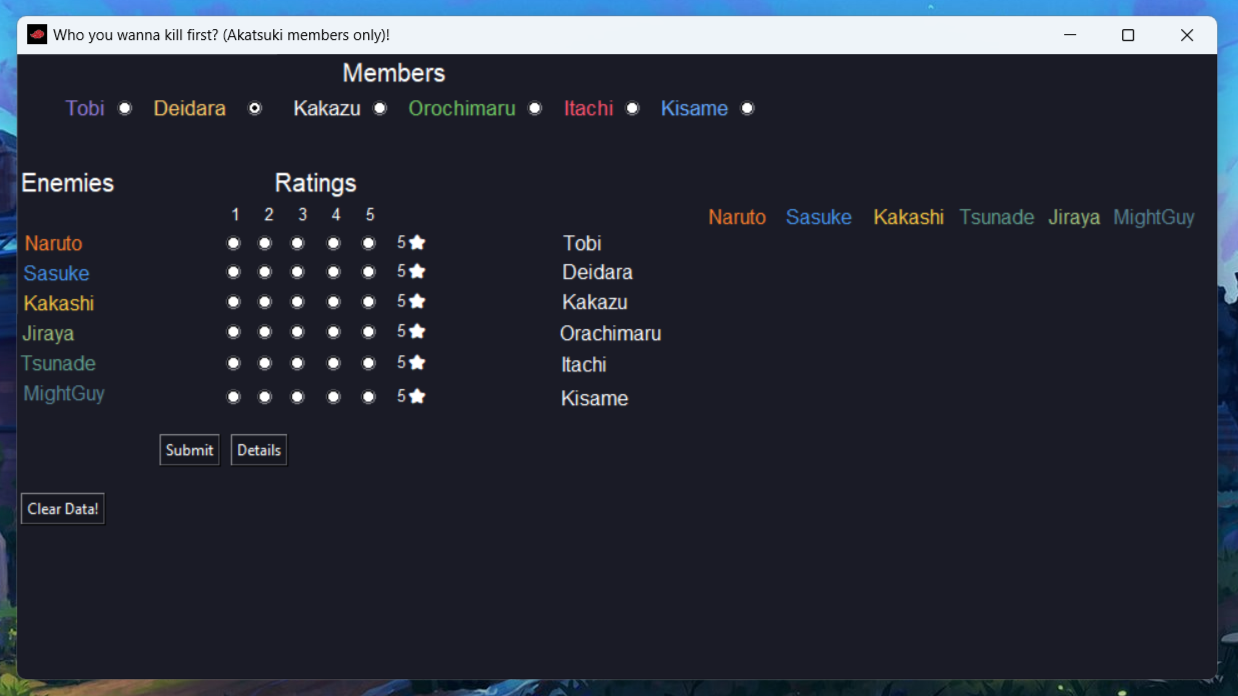 Who you wanna kill first? (Akatsuki members only)!
Members
Tobi Deidara Kakazu Orochimaru Itachi Kisame
Enemies Ratings
1 2 3 4 5
Naruto Sasuke Kakashi Tsunade Jiraya MightGuy
Naruto 5 Tobi
Sasuke 5 Deidara
Kakashi 5 Kakazu
Jiraya 5 Orachimaru
Tsunade 5 Itachi
MightGuy 5 Kisame
Submit Details
Clear Data!